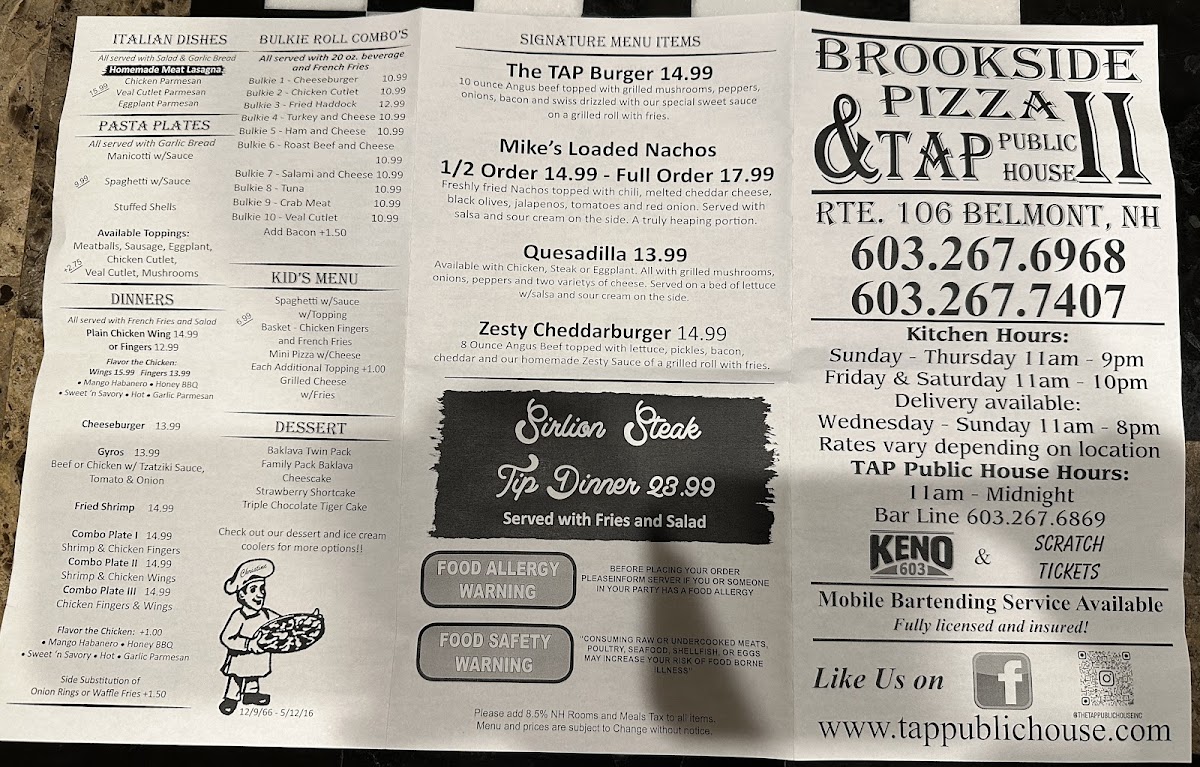 ITALIAN DISHES
All served with Salad & Garlic Bread
Homemade Meat Lasagna
Chicken Parmesan
15.99
Veal Cutlet Parmesan
Eggplant Parmesan
PASTA PLATES
All served with Garlic Bread
Manicotti w/Sauce
9.99
Spaghetti w/Sauce
Stuffed Shells
Available Toppings:
Meatballs, Sausage, Eggplant,
Chicken Cutlet,
+2.75
Veal Cutlet, Mushrooms
DINNERS
All served with French Fries and Salad
Plain Chicken Wing 14.99
or Fingers 12.99
Flavor the Chicken:
Wings 15.99 Fingers 13.99
• Mango Habanero • Honey BBQ
• Sweet 'n Savory • Hot • Garlic Parmesan
Cheeseburger 13.99
Gyros 13.99
Beef or Chicken w/ Tzatziki Sauce,
Tomato & Onion
Fried Shrimp 14.99
Combo Plate I 14.99
Shrimp & Chicken Fingers
Combo Plate II 14.99
Shrimp & Chicken Wings
Combo Plate III 14.99
Chicken Fingers & Wings
Flavor the Chicken: +1.00
• Mango Habanero • Honey BBQ
• Sweet 'n Savory • Hot • Garlic Parmesan
Side Substitution of
Onion Rings or Waffle Fries +1.50
BULKIE ROLL COMBO'S
All served with 20 oz. beverage
and French Fries
Bulkie 1 - Cheeseburger 10.99
Bulkie 2 - Chicken Cutlet 10.99
Bulkie 3 - Fried Haddock 12.99
Bulkie 4 - Turkey and Cheese 10.99
Bulkie 5 - Ham and Cheese 10.99
Bulkie 6 - Roast Beef and Cheese
10.99
Bulkie 7 - Salami and Cheese 10.99
Bulkie 8 - Tuna 10.99
Bulkie 9 - Crab Meat 10.99
Bulkie 10 - Veal Cutlet 10.99
Add Bacon +1.50
KID'S MENU
Spaghetti w/Sauce
w/Topping
6.99
Basket - Chicken Fingers
and French Fries
Mini Pizza w/Cheese
Each Additional Topping +1.00
Grilled Cheese
w/Fries
DESSERT
Baklava Twin Pack
Family Pack Baklava
Cheescake
Strawberry Shortcake
Triple Chocolate Tiger Cake
Check out our dessert and ice cream
coolers for more options!!
Christine
12/9/66 - 5/12/16
SIGNATURE MENU ITEMS
The TAP Burger 14.99
10 ounce Angus beef topped with grilled mushrooms, peppers,
onions, bacon and swiss drizzled with our special sweet sauce
on a grilled roll with fries.
Mike's Loaded Nachos
1/2 Order 14.99 - Full Order 17.99
Freshly fried Nachos topped with chili, melted cheddar cheese,
black olives, jalapenos, tomatoes and red onion. Served with
salsa and sour cream on the side. A truly heaping portion.
Quesadilla 13.99
Available with Chicken, Steak or Eggplant. All with grilled mushrooms,
onions, peppers and two varietys of cheese. Served on a bed of lettuce
w/salsa and sour cream on the side.
Zesty Cheddarburger 14.99
8 Ounce Angus Beef topped with lettuce, pickles, bacon,
cheddar and our homemade Zesty Sauce of a grilled roll with fries.
Sirlion Steak
Tip Dinner 23.99
Served with Fries and Salad
FOOD ALLERGY
WARNING
BEFORE PLACING YOUR ORDER
PLEASEINFORM SERVER IF YOU OR SOMEONE
IN YOUR PARTY HAS A FOOD ALLERGY
FOOD SAFETY
WARNING
"CONSUMING RAW OR UNDERCOOKED MEATS,
POULTRY, SEAFOOD, SHELLFISH, OR EGGS
MAY INCREASE YOUR RISK OF FOOD BORNE
ILLNESS"
Please add 8.5% NH Rooms and Meals Tax to all items.
Menu and prices are subject to Change without notice.
BROOKSIDE
PIZZA II
& TAP PUBLIC
HOUSE
RTE. 106 BELMONT, NH
603.267.6968
603.267.7407
Kitchen Hours:
Sunday - Thursday 11am - 9pm
Friday & Saturday 11am - 10pm
Delivery available:
Wednesday - Sunday 11am - 8pm
Rates vary depending on location
TAP Public House Hours:
11am - Midnight
Bar Line 603.267.6869
KENO
603
&
SCRATCH
TICKETS
Mobile Bartending Service Available
Fully licensed and insured!
Like Us on
f
@THETAPPUBLICHOUSEINC
www.tappublichouse.com